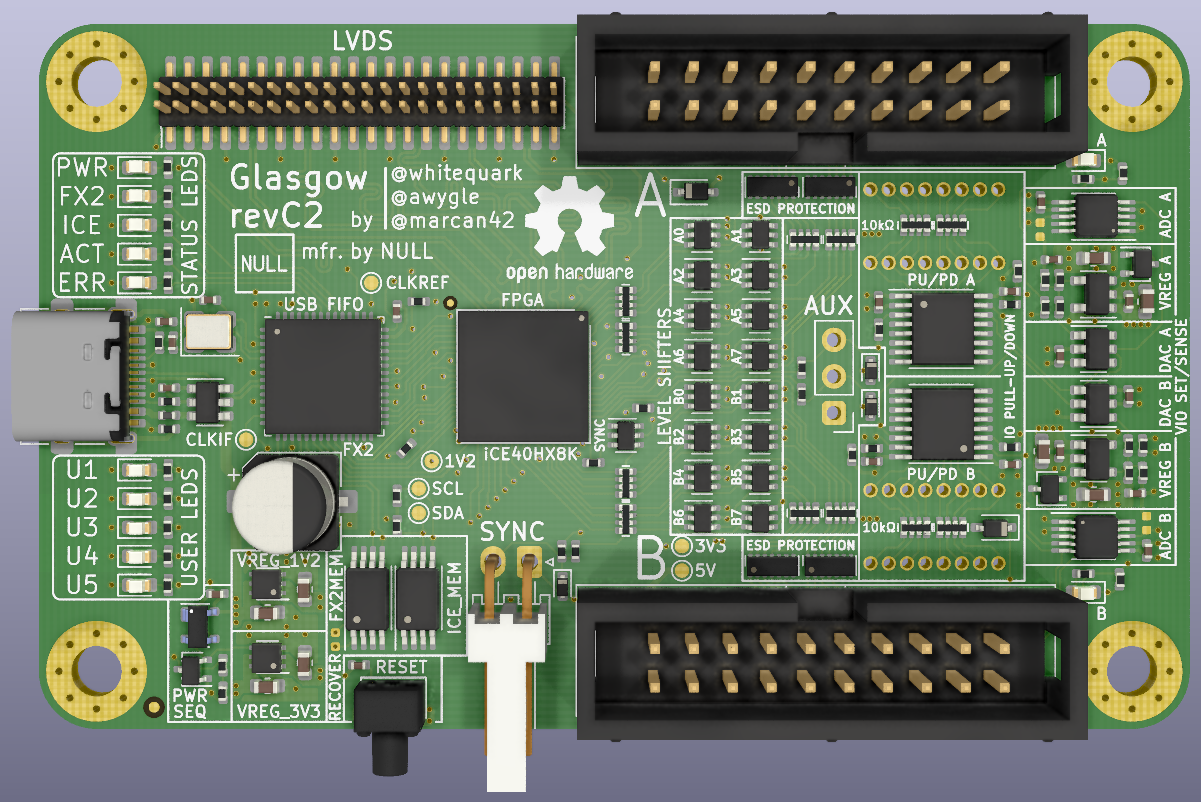 LVDS
PWR
FX2
ICE
ACT
ERR
STATUS LEDS
Glasgow
revC2 by
@whitequark
@awygle
@marcan42
NULL
mfr. by NULL
open hardware
CLKREF
USB FIFO
FX2
FPGA
iCE40HX8K
CLKIF
+
1V2
SCL
SDA
U1
U2
U3
U4
U5
USER LEDS
VREG_1V2
VREG_3V3
PWR
SEQ
FX2MEM
ICE_MEM
RECOVER
RESET
SYNC
SYNC
A
ESD PROTECTION
LEVEL SHIFTERS
A0
A1
A2
A3
A4
A5
A6
A7
B0
B1
B2
B3
B4
B5
B6
B7
B
3V3
5V
ESD PROTECTION
AUX
10kΩ
PU/PD A
IO PULL-UP/DOWN
PU/PD B
10kΩ
A
ADC A
VREG A
DAC A
DAC B
VIO SET/SENSE
VREG B
ADC B
B